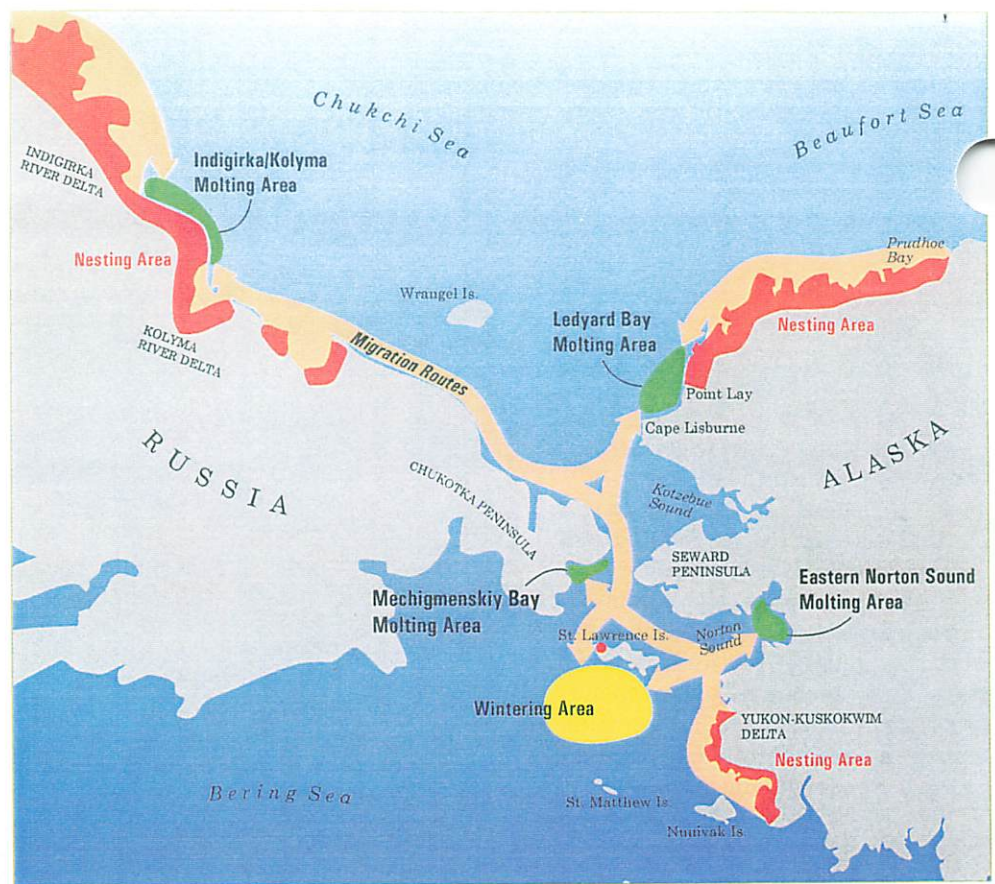 Chukchi Sea
Beaufort Sea
INDIGIRKA
RIVER DELTA
Indigirka/Kolyma
Molting Area
Nesting Area
Prudhoe
Bay
Wrangel Is.
Ledyard Bay
Molting Area
Nesting Area
KOLYMA
RIVER DELTA
Migration Routes
Point Lay
Cape Lisburne
RUSSIA
ALASKA
CHUKOTKA PENINSULA
Kotzebue
Sound
SEWARD
PENINSULA
Eastern Norton Sound
Molting Area
Mechigmenskiy Bay
Molting Area
St. Lawrence Is.
Norton
Sound
Wintering Area
YUKON-KUSKOKWIM
DELTA
Nesting Area
Bering Sea
St. Matthew Is.
Nunivak Is.